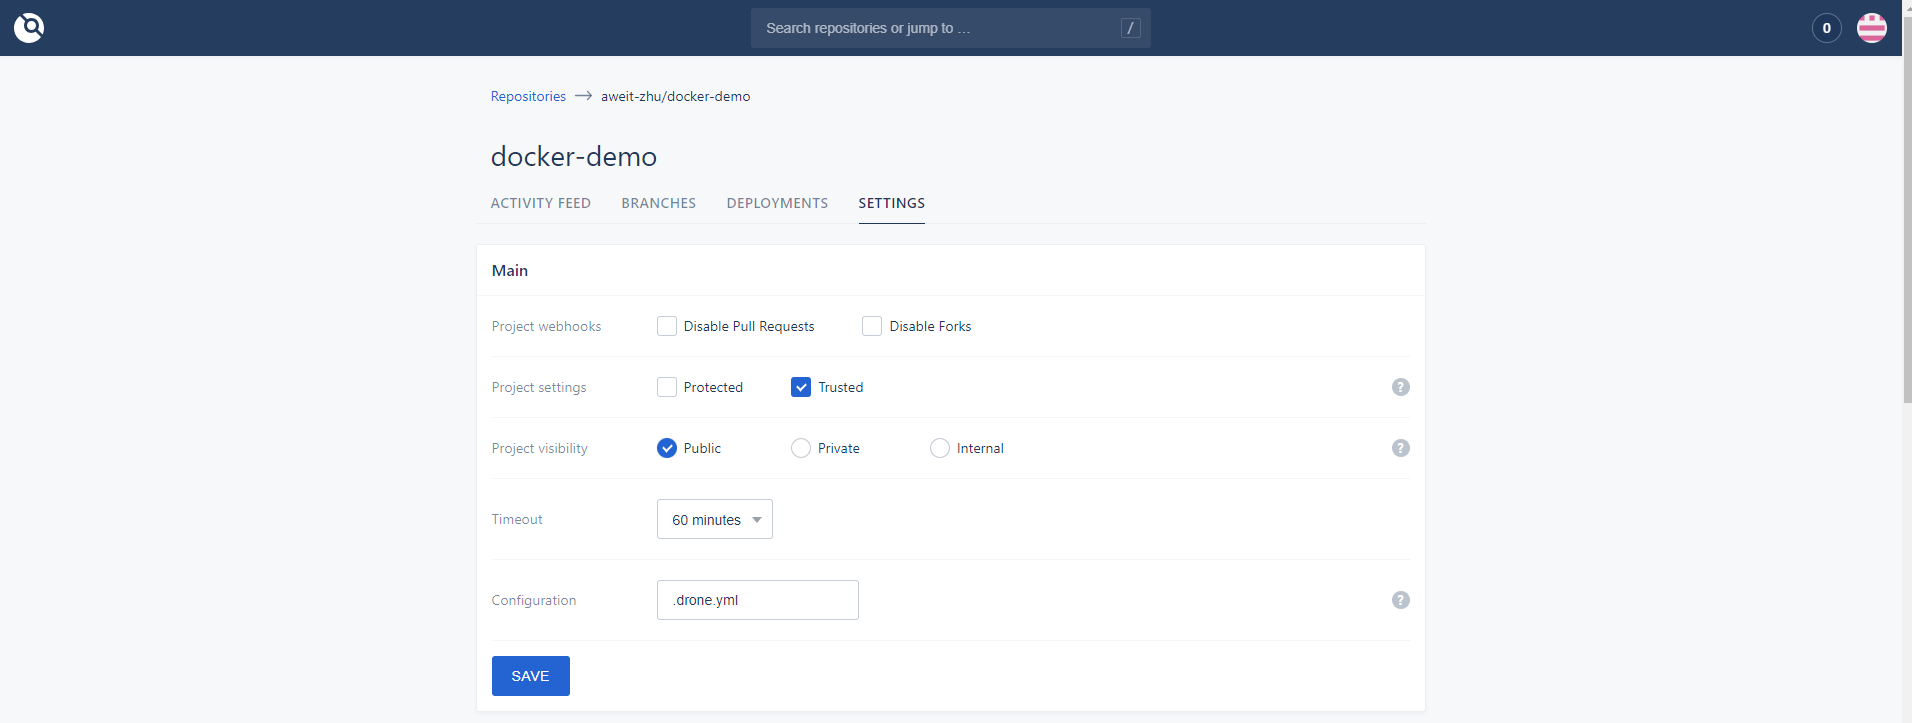 Search repositories or jump to … /
0
Repositories → aweit-zhu/docker-demo
docker-demo
ACTIVITY FEED BRANCHES DEPLOYMENTS SETTINGS
Main
Project webhooks Disable Pull Requests Disable Forks
Project settings Protected Trusted ?
Project visibility Public Private Internal ?
Timeout 60 minutes
Configuration .drone.yml ?
SAVE